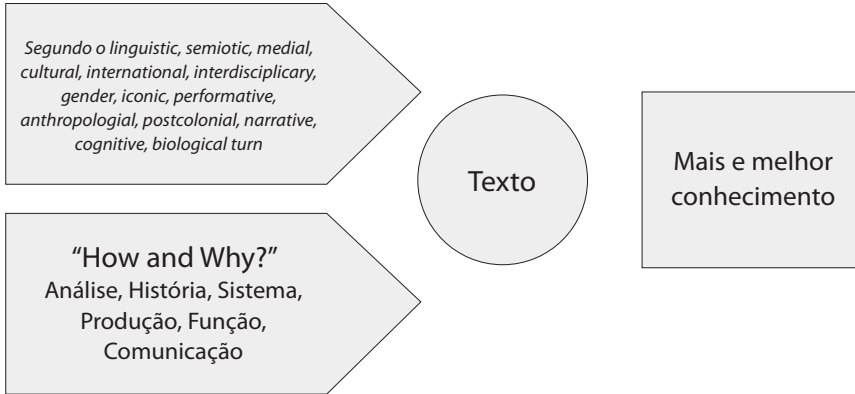 Segundo o linguistic, semiotic, medial,
cultural, international, interdisciplicary,
gender, iconic, performative,
anthropologial, postcolonial, narrative,
cognitive, biological turn
“How and Why?”
Análise, História, Sistema,
Produção, Função,
Comunicação
Texto
Mais e melhor
conhecimento